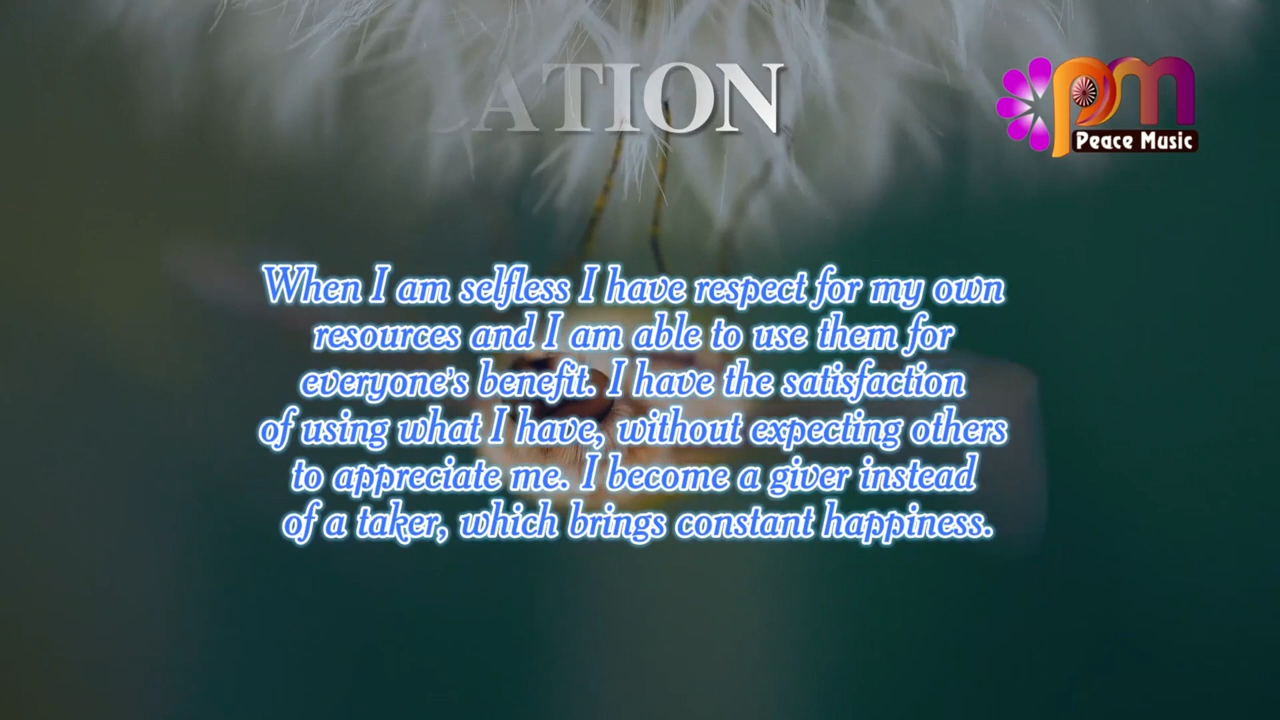 ATION
pm
Peace Music
When I am selfless I have respect for my own
resources and I am able to use them for
everyone's benefit. I have the satisfaction
of using what I have, without expecting others
to appreciate me. I become a giver instead
of a taker, which brings constant happiness.